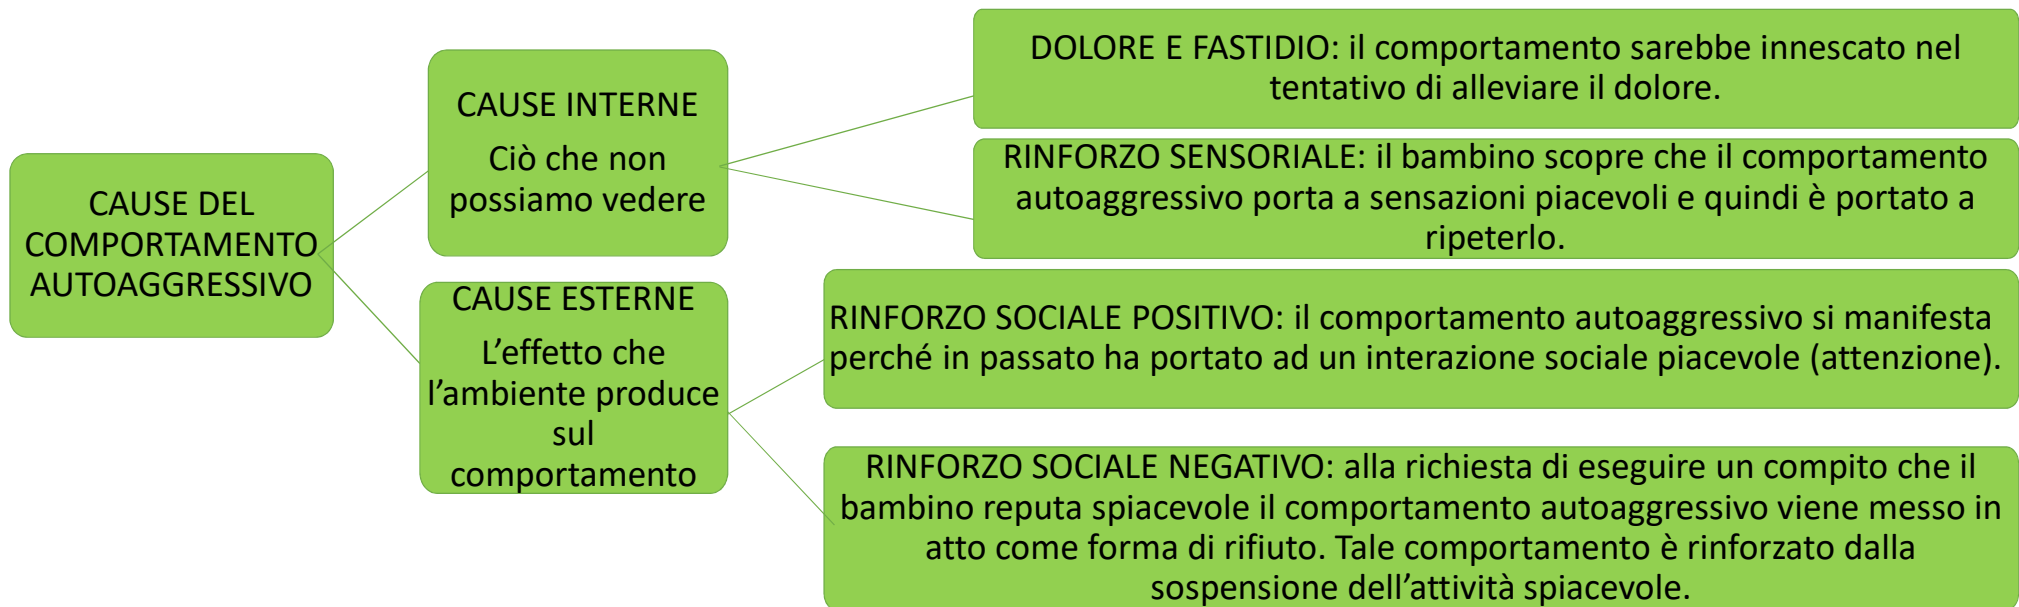 CAUSE DEL
COMPORTAMENTO
AUTOAGGRESSIVO
CAUSE INTERNE
Ciò che non
possiamo vedere
DOLORE E FASTIDIO: il comportamento sarebbe innescato nel
tentativo di alleviare il dolore.
RINFORZO SENSORIALE: il bambino scopre che il comportamento
autoaggressivo porta a sensazioni piacevoli e quindi è portato a
ripeterlo.
CAUSE ESTERNE
L’effetto che
l’ambiente produce
sul
comportamento
RINFORZO SOCIALE POSITIVO: il comportamento autoaggressivo si manifesta
perché in passato ha portato ad un interazione sociale piacevole (attenzione).
RINFORZO SOCIALE NEGATIVO: alla richiesta di eseguire un compito che il
bambino reputa spiacevole il comportamento autoaggressivo viene messo in
atto come forma di rifiuto. Tale comportamento è rinforzato dalla
sospensione dell’attività spiacevole.